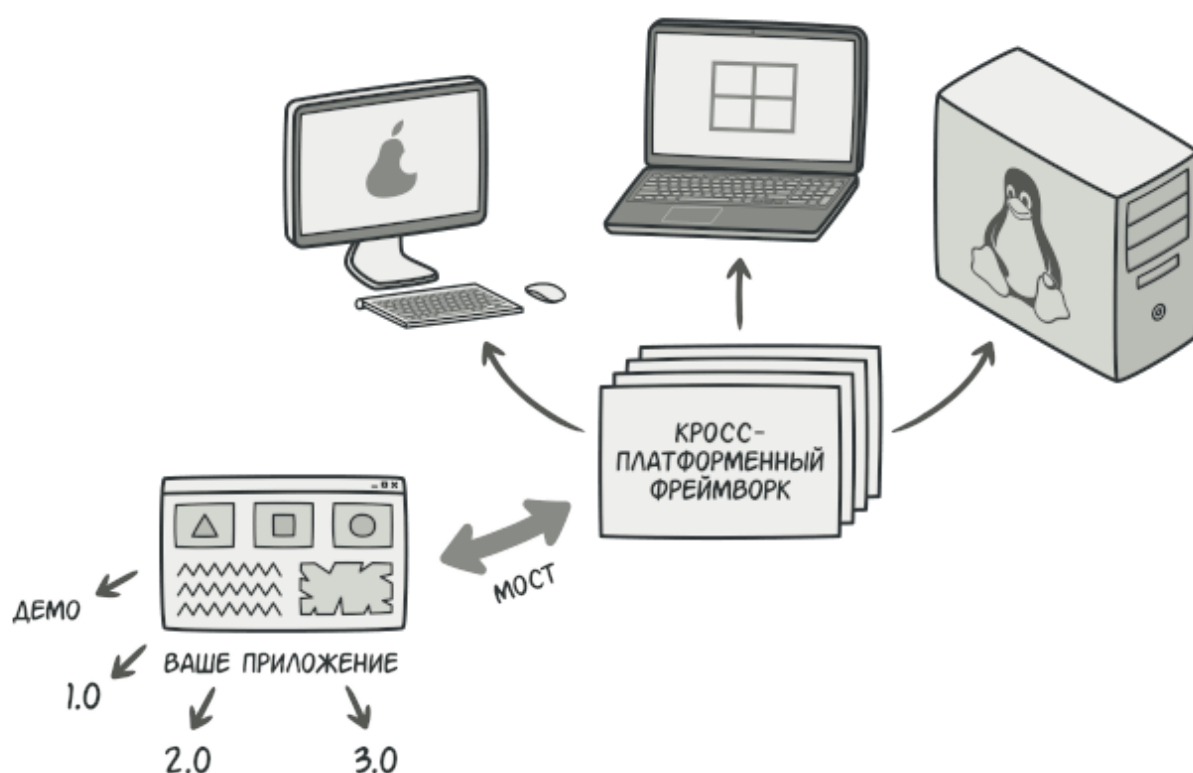 КРОСС-
ПЛАТФОРМЕННЫЙ
ФРЕЙМВОРК
МОСТ
ДЕМО
ВАШЕ ПРИЛОЖЕНИЕ
1.0
2.0
3.0